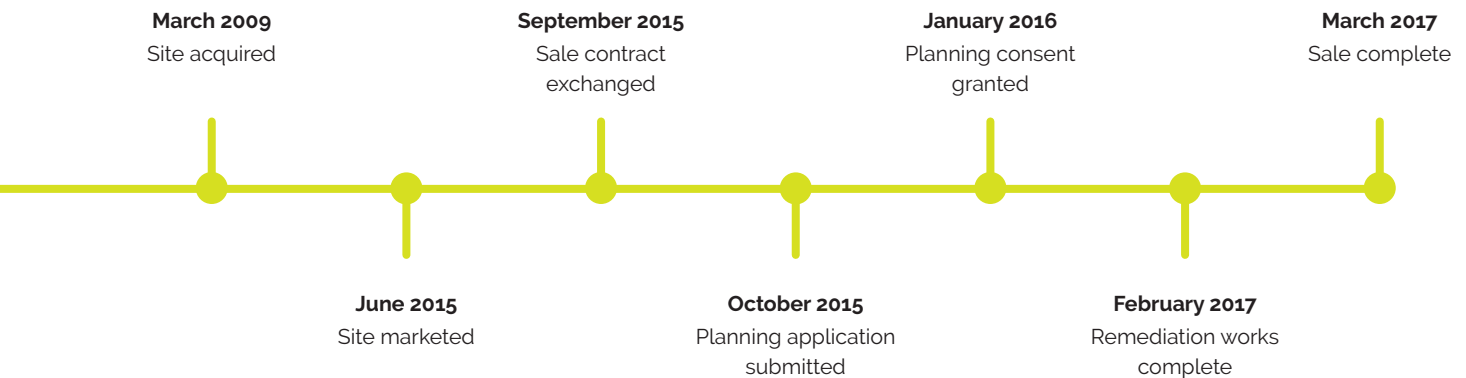 March 2009
Site acquired
September 2015
Sale contract
exchanged
January 2016
Planning consent
granted
March 2017
Sale complete
June 2015
Site marketed
October 2015
Planning application
submitted
February 2017
Remediation works
complete